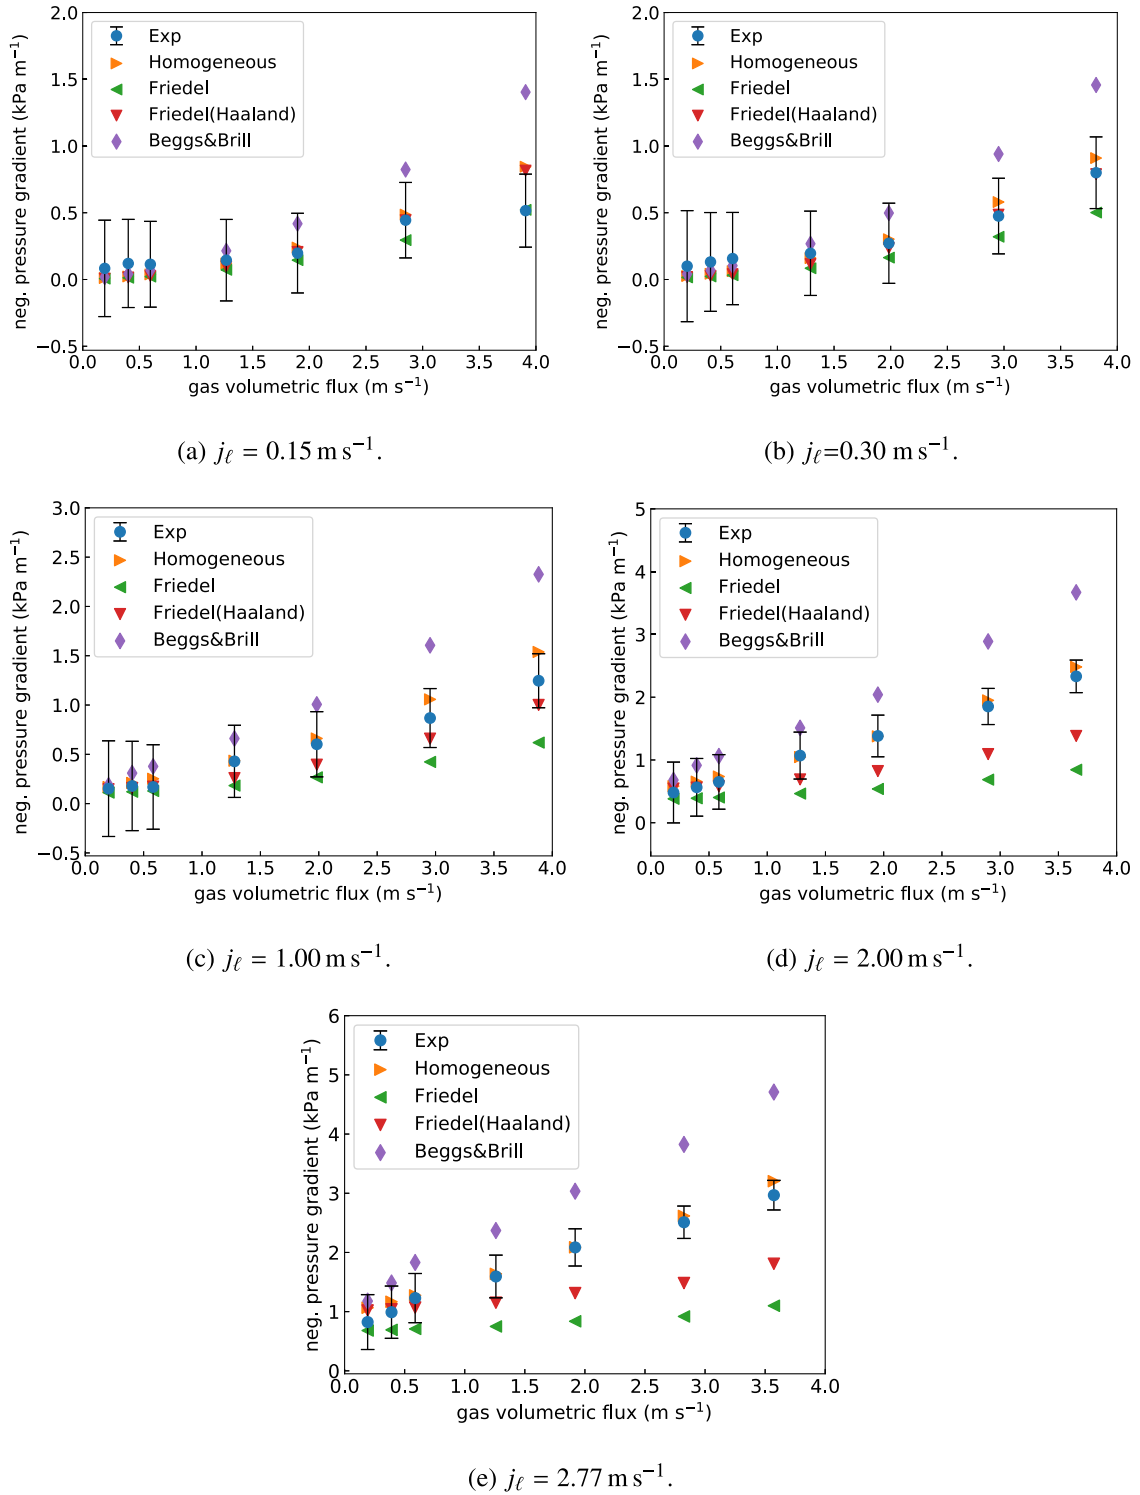 2.0
1.5
1.0
0.5
0.0
−0.5
neg. pressure gradient (kPa m⁻¹)
Exp
Homogeneous
Friedel
Friedel(Haaland)
Beggs&Brill
0.0 0.5 1.0 1.5 2.0 2.5 3.0 3.5 4.0
gas volumetric flux (m s⁻¹)
(a) jℓ = 0.15 m s⁻¹.
2.0
1.5
1.0
0.5
0.0
−0.5
neg. pressure gradient (kPa m⁻¹)
Exp
Homogeneous
Friedel
Friedel(Haaland)
Beggs&Brill
0.0 0.5 1.0 1.5 2.0 2.5 3.0 3.5 4.0
gas volumetric flux (m s⁻¹)
(b) jℓ=0.30 m s⁻¹.
3.0
2.5
2.0
1.5
1.0
0.5
0.0
−0.5
neg. pressure gradient (kPa m⁻¹)
Exp
Homogeneous
Friedel
Friedel(Haaland)
Beggs&Brill
0.0 0.5 1.0 1.5 2.0 2.5 3.0 3.5 4.0
gas volumetric flux (m s⁻¹)
(c) jℓ = 1.00 m s⁻¹.
5
4
3
2
1
0
neg. pressure gradient (kPa m⁻¹)
Exp
Homogeneous
Friedel
Friedel(Haaland)
Beggs&Brill
0.0 0.5 1.0 1.5 2.0 2.5 3.0 3.5 4.0
gas volumetric flux (m s⁻¹)
(d) jℓ = 2.00 m s⁻¹.
6
5
4
3
2
1
0
neg. pressure gradient (kPa m⁻¹)
Exp
Homogeneous
Friedel
Friedel(Haaland)
Beggs&Brill
0.0 0.5 1.0 1.5 2.0 2.5 3.0 3.5 4.0
gas volumetric flux (m s⁻¹)
(e) jℓ = 2.77 m s⁻¹.